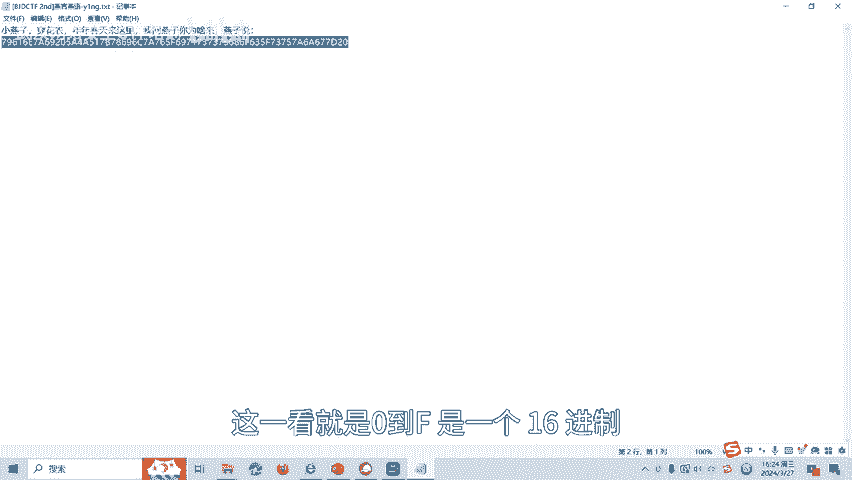 [BJDCTF 2nd]燕言燕语-y1ng.txt - 记事本
文件(F) 编辑(E) 格式(O) 查看(V) 帮助(H)
小燕子，穿花衣，年年春天来这里，我问燕子你为啥来，燕子说：
79616E7A69205A4A517B78696C7A765F6971737375686F635F73757A6A677D20
这一看就是0到F 是一个 16 进制
第 2 行，第 1 列 100%
搜索
中
16:24 周三
2024/3/27